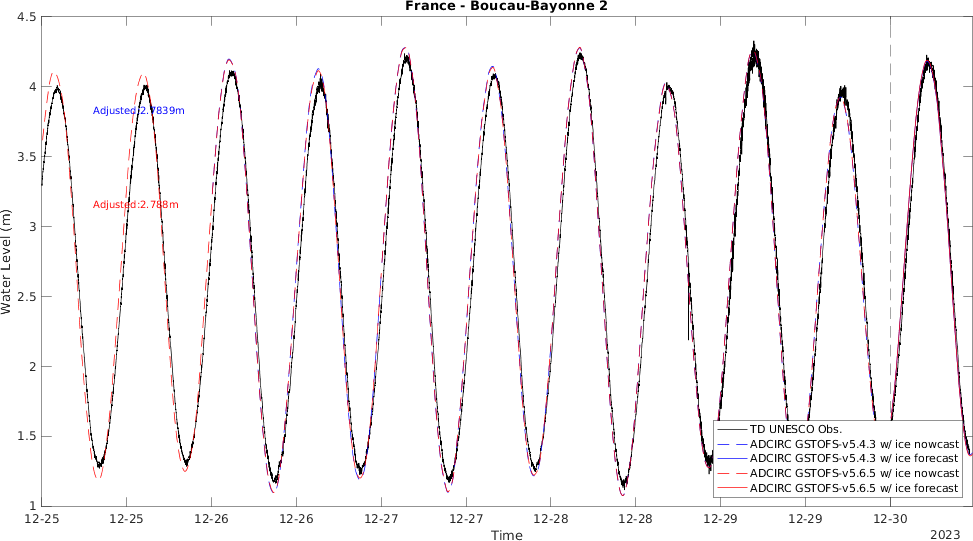 France - Boucau-Bayonne 2
4.5
4
3.5
3
2.5
2
1.5
1
Water Level (m)
Adjusted:2.7839m
Adjusted:2.788m
TD UNESCO Obs.
ADCIRC GSTOFS-v5.4.3 w/ ice nowcast
ADCIRC GSTOFS-v5.4.3 w/ ice forecast
ADCIRC GSTOFS-v5.6.5 w/ ice nowcast
ADCIRC GSTOFS-v5.6.5 w/ ice forecast
12-25 12-25 12-26 12-26 12-27 12-27 12-28 12-28 12-29 12-29 12-30
Time
2023